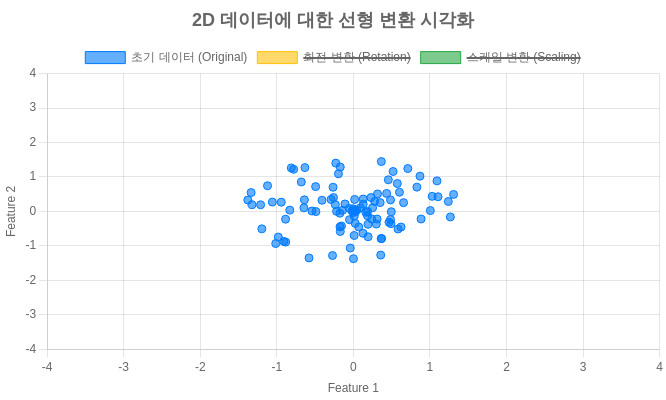 2D 데이터에 대한 선형 변환 시각화
초기 데이터 (Original) 회전 변환 (Rotation) 스케일 변환 (Scaling)
4
3
2
1
0
-1
-2
-3
-4
Feature 2
-4 -3 -2 -1 0 1 2 3 4
Feature 1